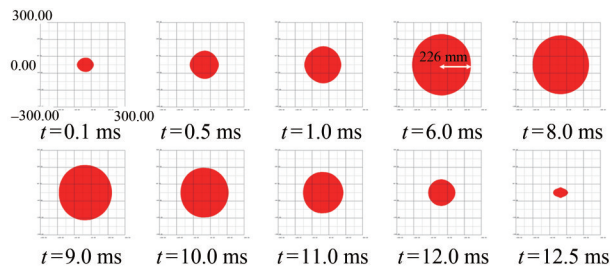 300.00
0.00
226 mm
−300.00
300.00
t=0.1 ms
t=0.5 ms
t=1.0 ms
t=6.0 ms
t=8.0 ms
t=9.0 ms
t=10.0 ms
t=11.0 ms
t=12.0 ms
t=12.5 ms